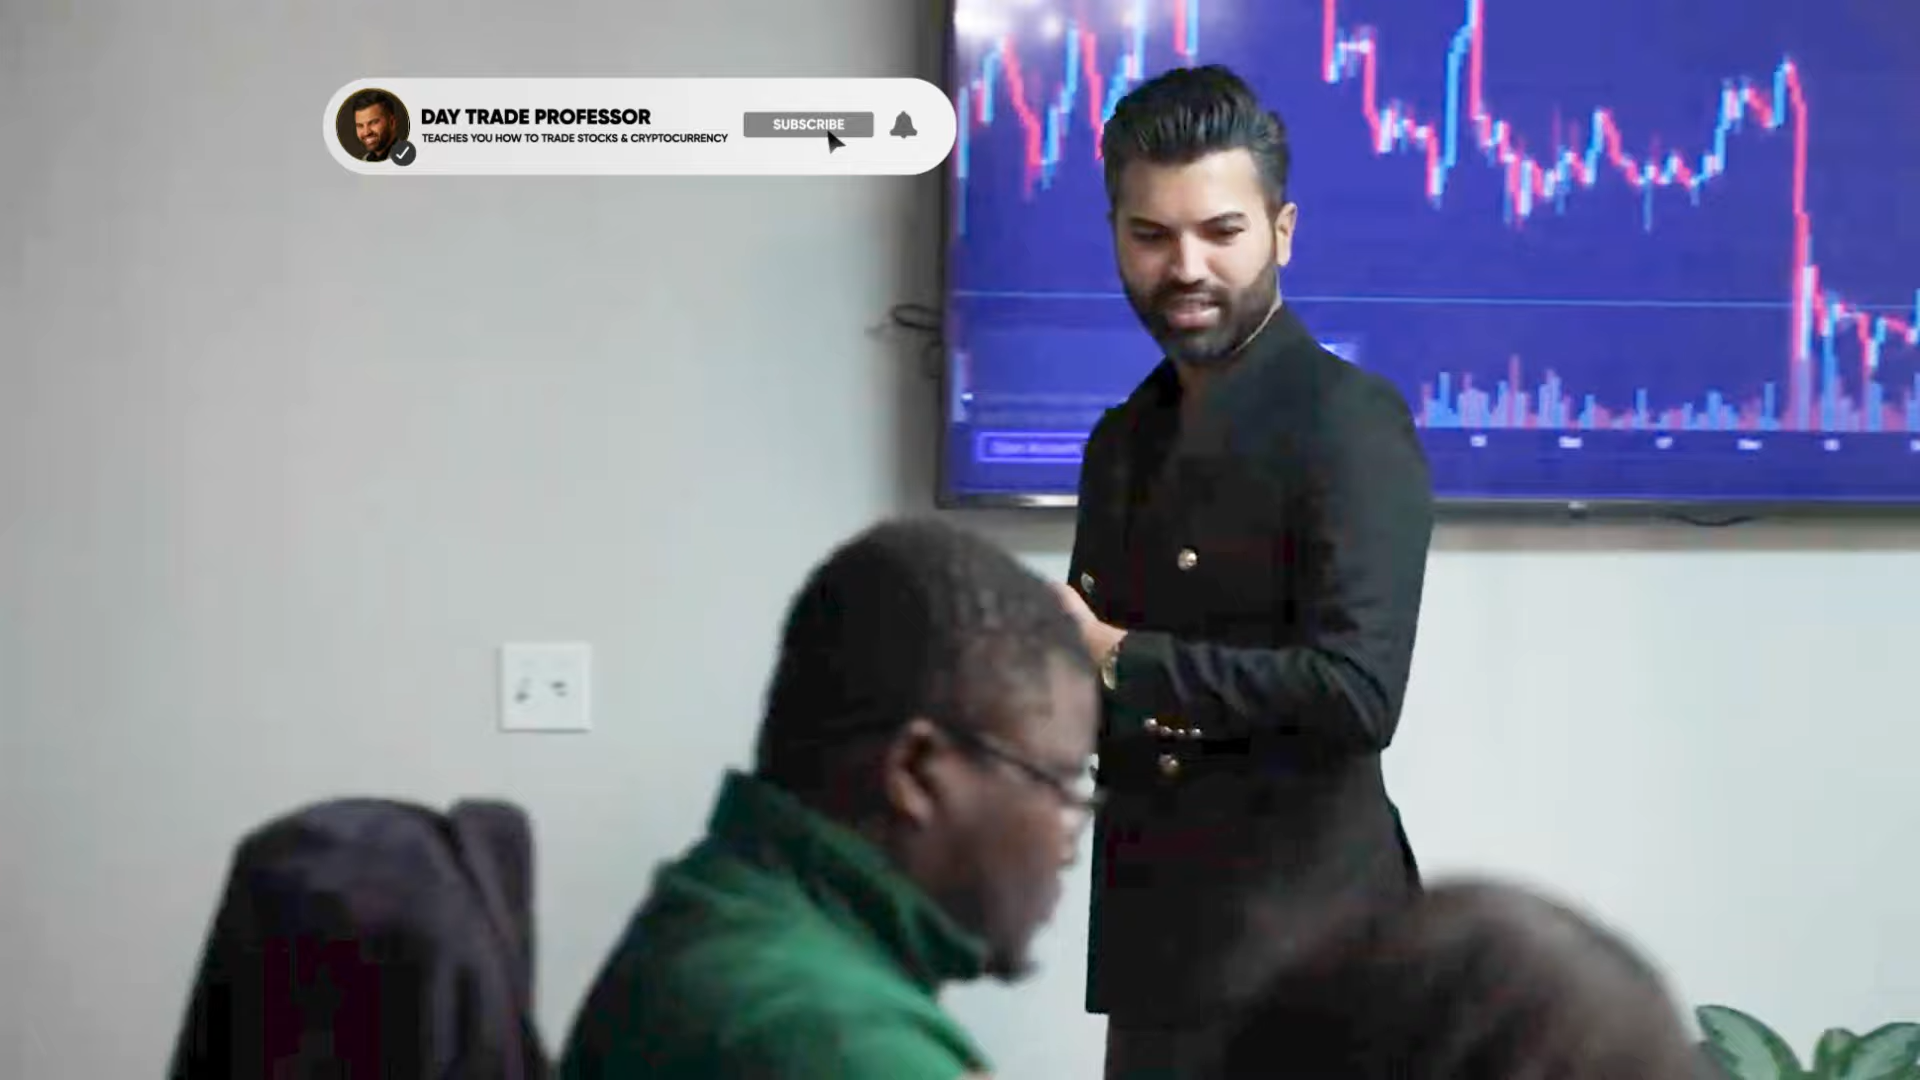 DAY TRADE PROFESSOR
TEACHES YOU HOW TO TRADE STOCKS & CRYPTOCURRENCY
SUBSCRIBE